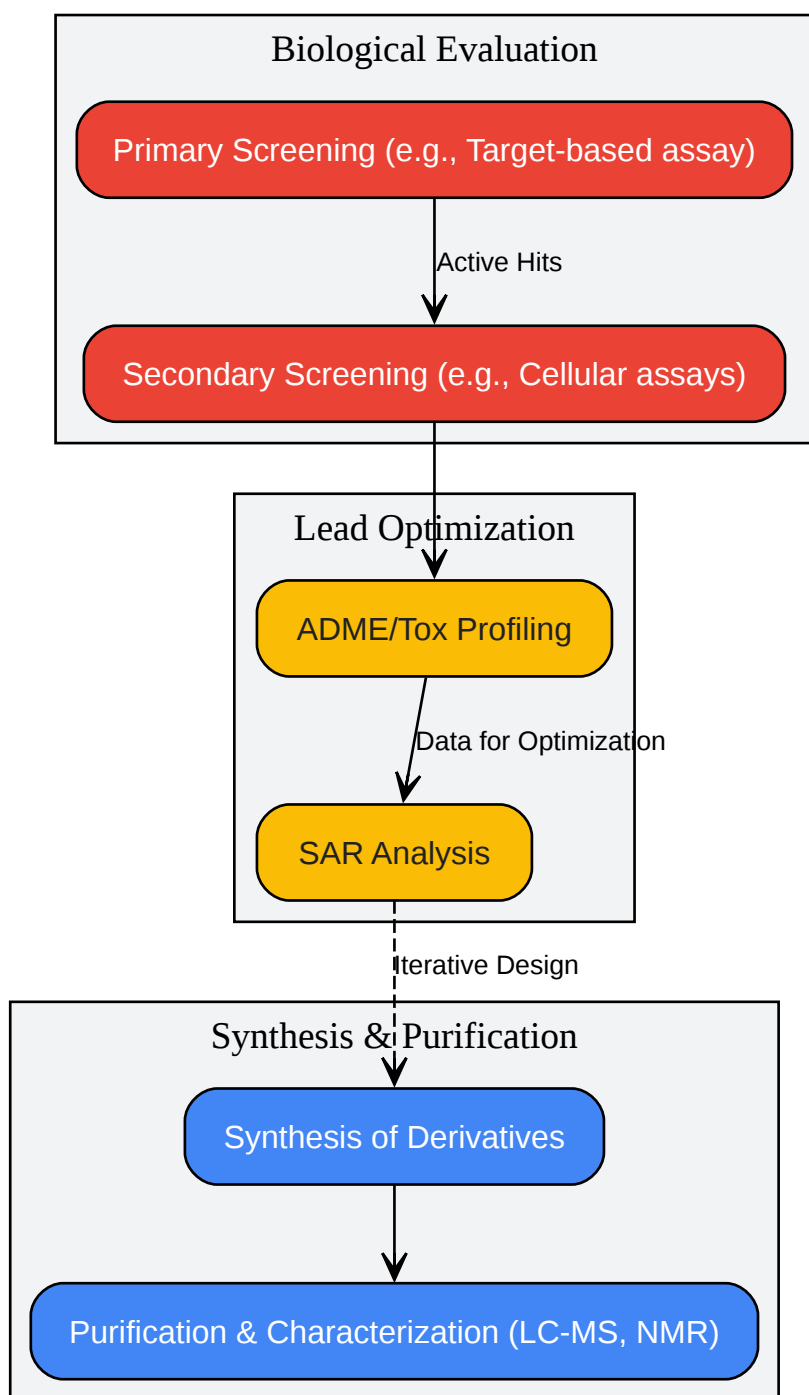 Biological Evaluation
Primary Screening (e.g., Target-based assay)
Active Hits
Secondary Screening (e.g., Cellular assays)
Lead Optimization
ADME/Tox Profiling
Data for Optimization
SAR Analysis
Iterative Design
Synthesis & Purification
Synthesis of Derivatives
Purification & Characterization (LC-MS, NMR)